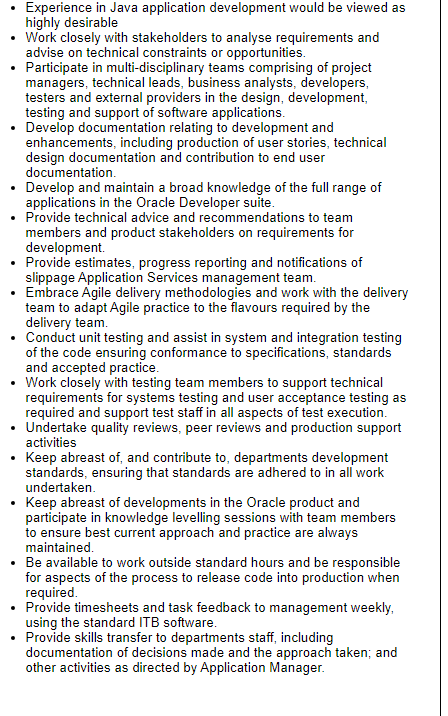 • Experience in Java application development would be viewed as
highly desirable
• Work closely with stakeholders to analyse requirements and
advise on technical constraints or opportunities.
• Participate in multi-disciplinary teams comprising of project
managers, technical leads, business analysts, developers,
testers and external providers in the design, development,
testing and support of software applications.
• Develop documentation relating to development and
enhancements, including production of user stories, technical
design documentation and contribution to end user
documentation.
• Develop and maintain a broad knowledge of the full range of
applications in the Oracle Developer suite.
• Provide technical advice and recommendations to team
members and product stakeholders on requirements for
development.
• Provide estimates, progress reporting and notifications of
slippage Application Services management team.
• Embrace Agile delivery methodologies and work with the delivery
team to adapt Agile practice to the flavours required by the
delivery team.
• Conduct unit testing and assist in system and integration testing
of the code ensuring conformance to specifications, standards
and accepted practice.
• Work closely with testing team members to support technical
requirements for systems testing and user acceptance testing as
required and support test staff in all aspects of test execution.
• Undertake quality reviews, peer reviews and production support
activities
• Keep abreast of, and contribute to, departments development
standards, ensuring that standards are adhered to in all work
undertaken.
• Keep abreast of developments in the Oracle product and
participate in knowledge levelling sessions with team members
to ensure best current approach and practice are always
maintained.
• Be available to work outside standard hours and be responsible
for aspects of the process to release code into production when
required.
• Provide timesheets and task feedback to management weekly,
using the standard ITB software.
• Provide skills transfer to departments staff, including
documentation of decisions made and the approach taken; and
other activities as directed by Application Manager.